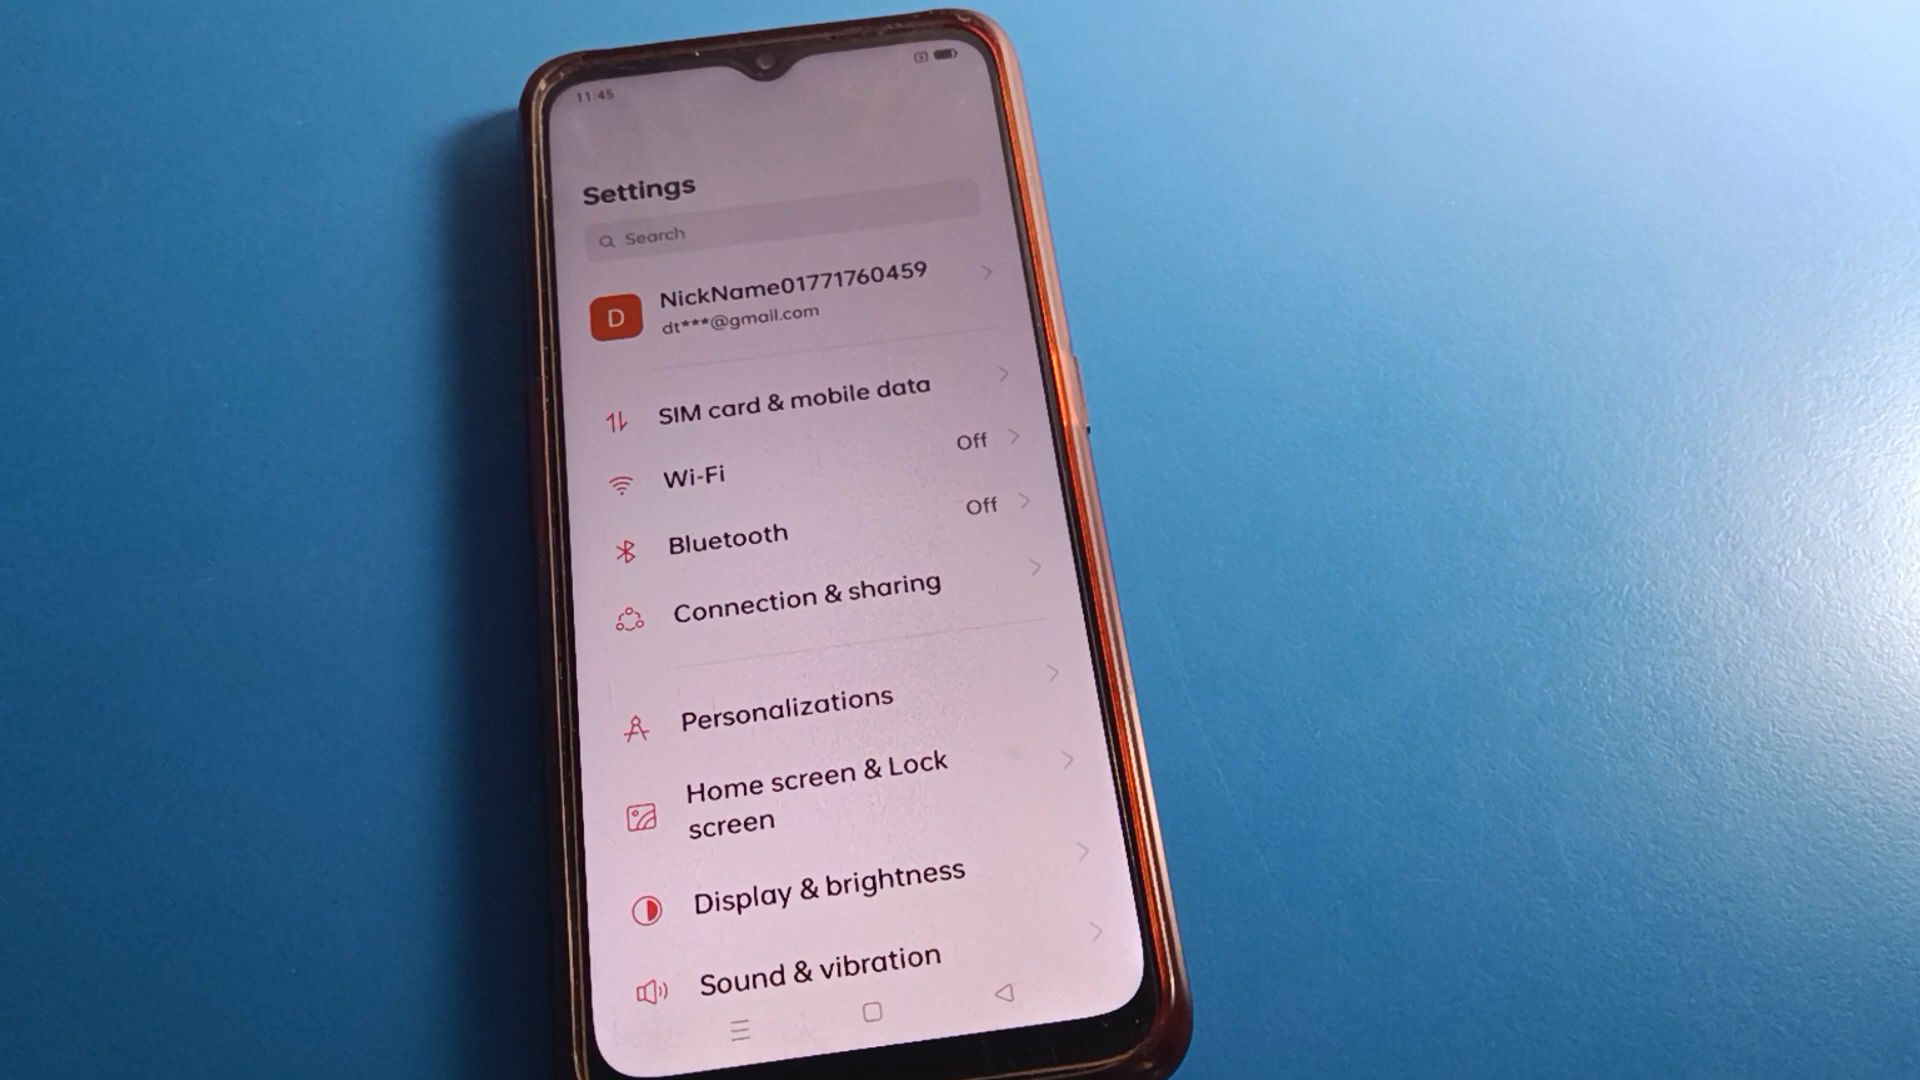 11:45
Settings
Search
D
NickName01771760459
dt***@gmail.com
SIM card & mobile data
Wi-Fi
Off
Bluetooth
Off
Connection & sharing
Personalizations
Home screen & Lock
screen
Display & brightness
Sound & vibration